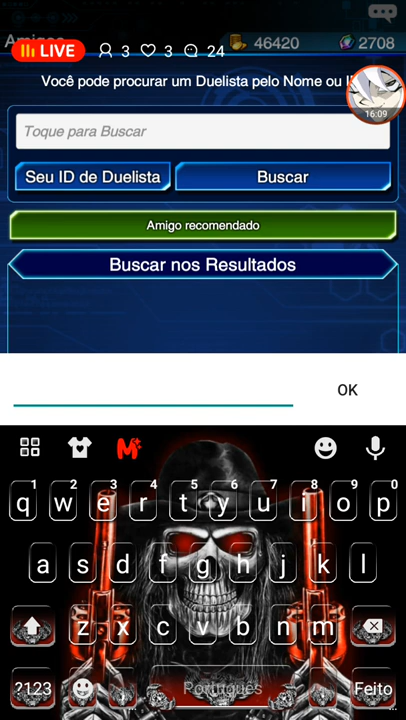 Amigos
LIVE 3 3 24
46420 2708
Você pode procurar um Duelista pelo Nome ou I
16:09
Toque para Buscar
Seu ID de Duelista Buscar
Amigo recomendado
Buscar nos Resultados
OK
1 2 3 4 5 6 7 8 9 0
q w e r t y u i o p
a s d f g h j k l
z x c v b n m
?123 Português Feito